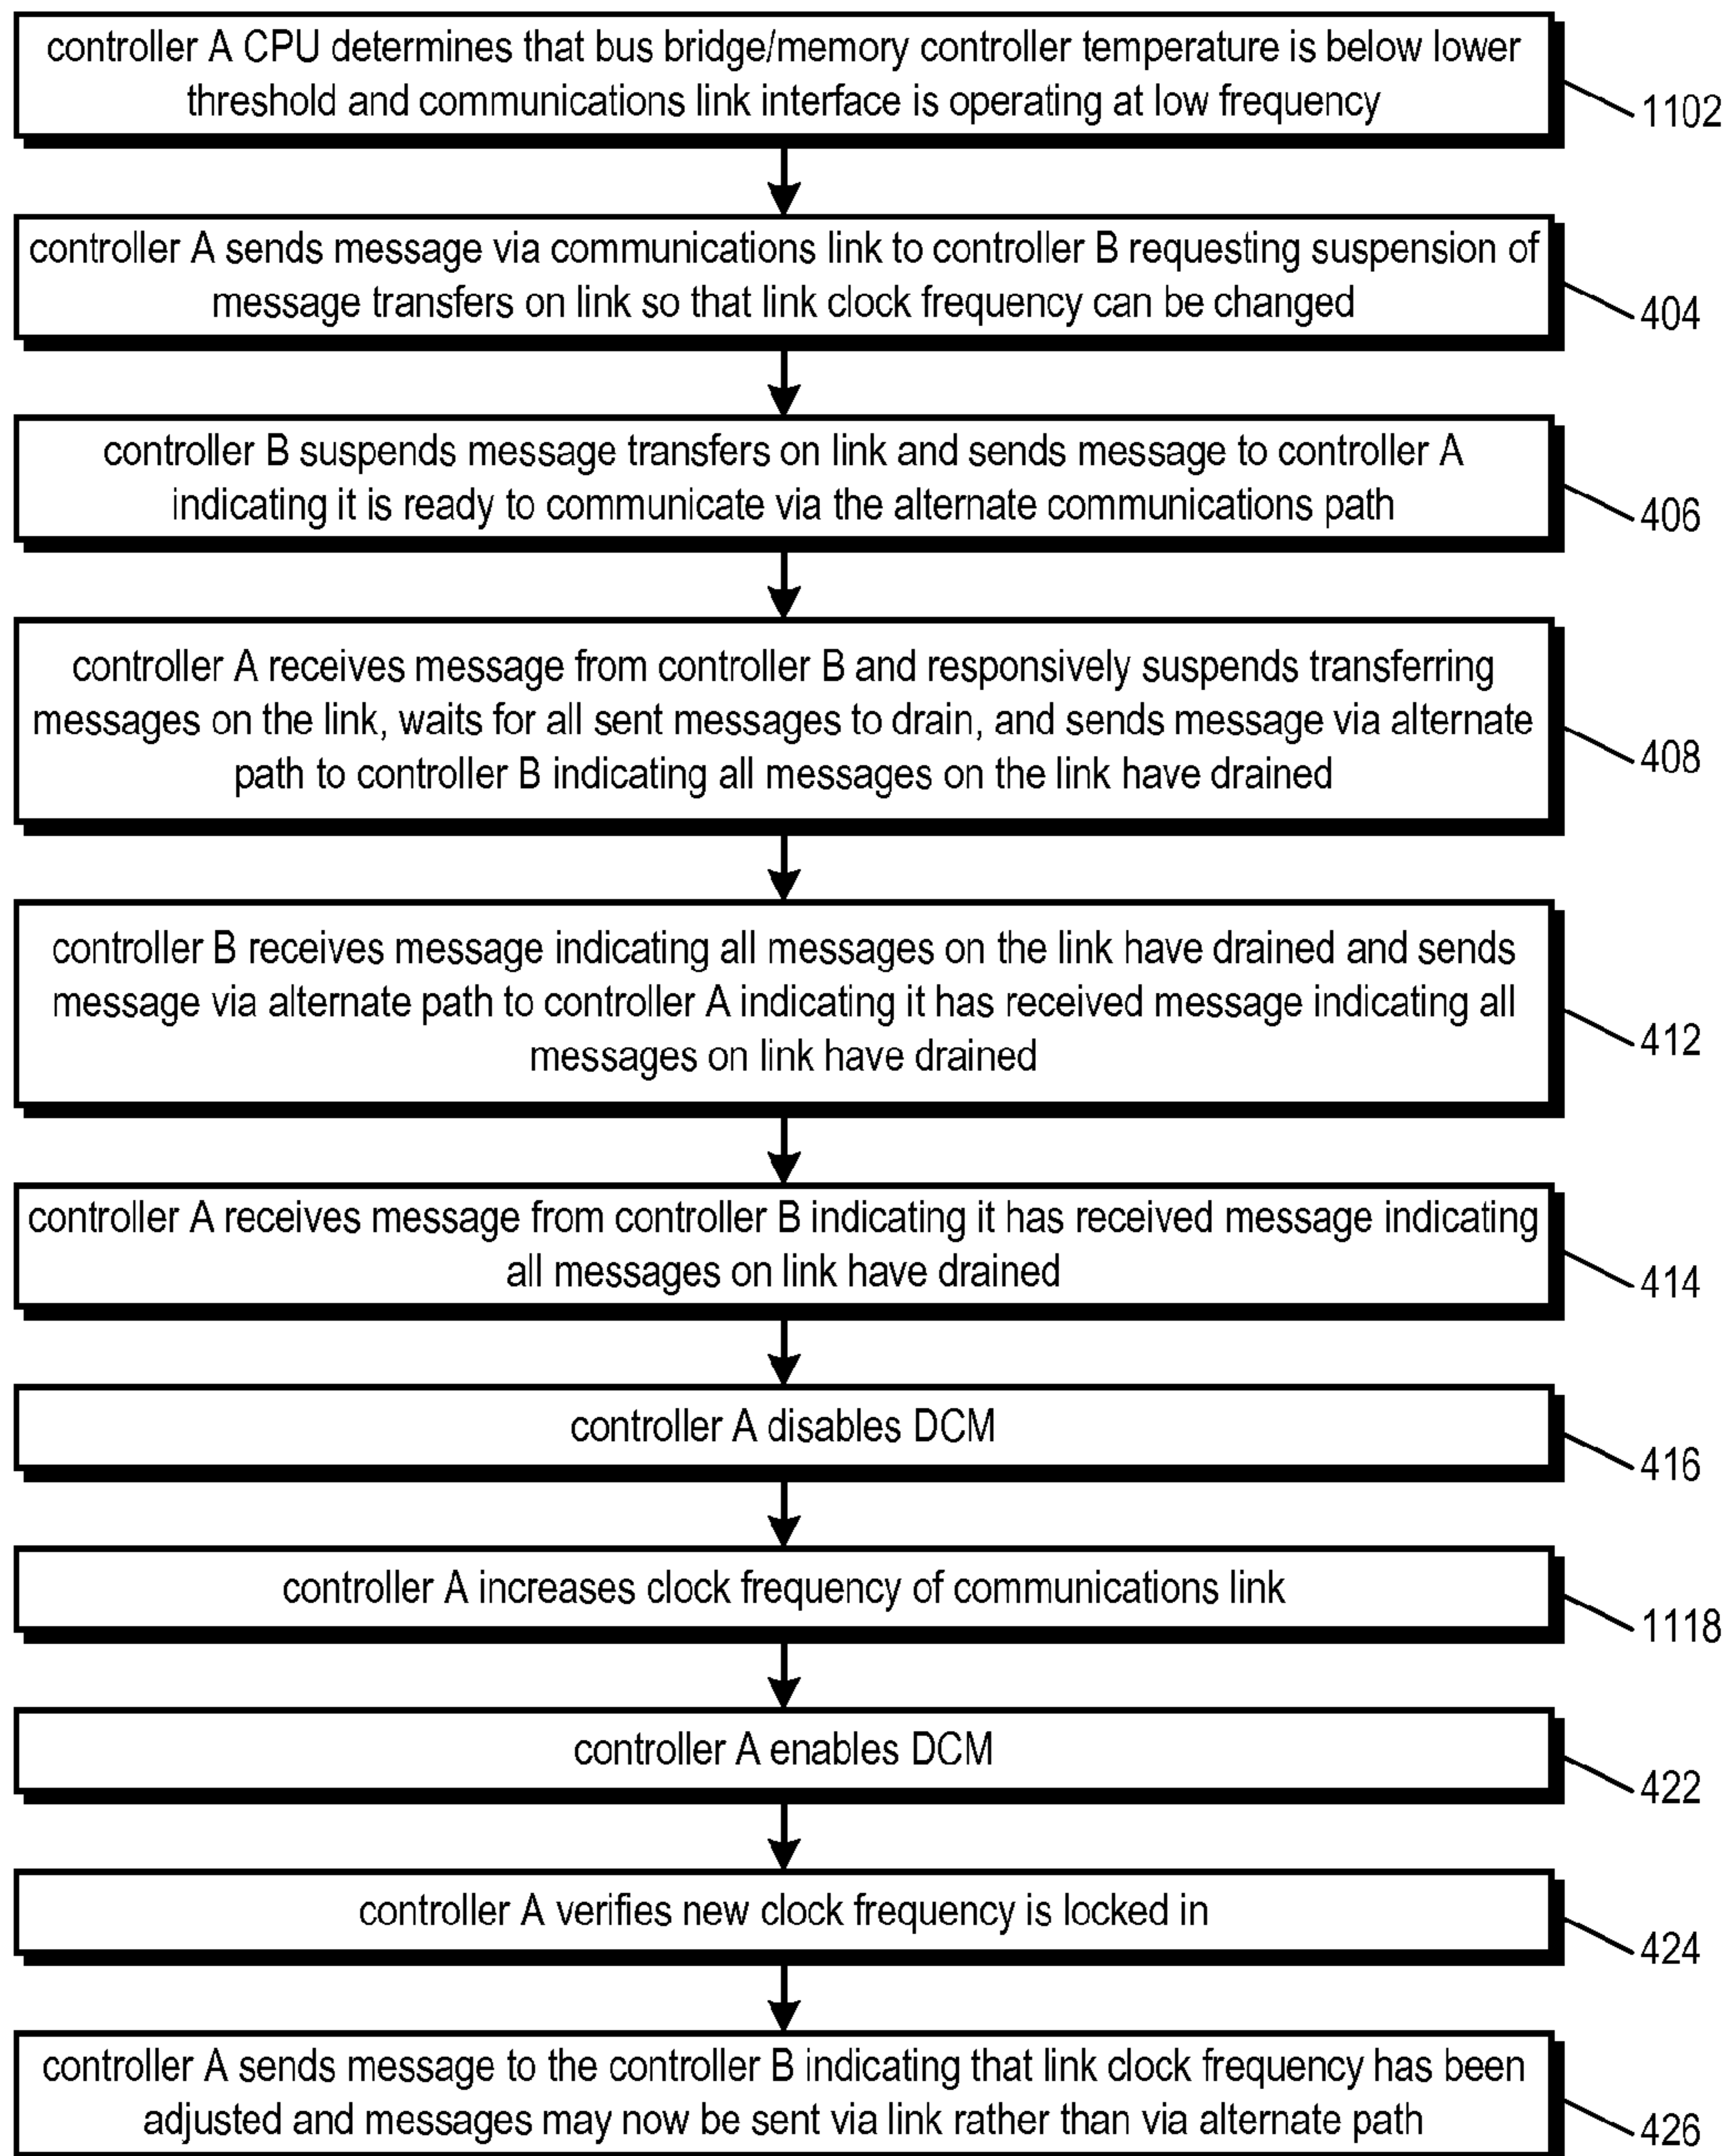 controller A CPU determines that bus bridge/memory controller temperature is below lower
threshold and communications link interface is operating at low frequency
1102
controller A sends message via communications link to controller B requesting suspension of
message transfers on link so that link clock frequency can be changed
404
controller B suspends message transfers on link and sends message to controller A
indicating it is ready to communicate via the alternate communications path
406
controller A receives message from controller B and responsively suspends transferring
messages on the link, waits for all sent messages to drain, and sends message via alternate
path to controller B indicating all messages on the link have drained
408
controller B receives message indicating all messages on the link have drained and sends
message via alternate path to controller A indicating it has received message indicating all
messages on link have drained
412
controller A receives message from controller B indicating it has received message indicating
all messages on link have drained
414
controller A disables DCM
416
controller A increases clock frequency of communications link
1118
controller A enables DCM
422
controller A verifies new clock frequency is locked in
424
controller A sends message to the controller B indicating that link clock frequency has been
adjusted and messages may now be sent via link rather than via alternate path
426